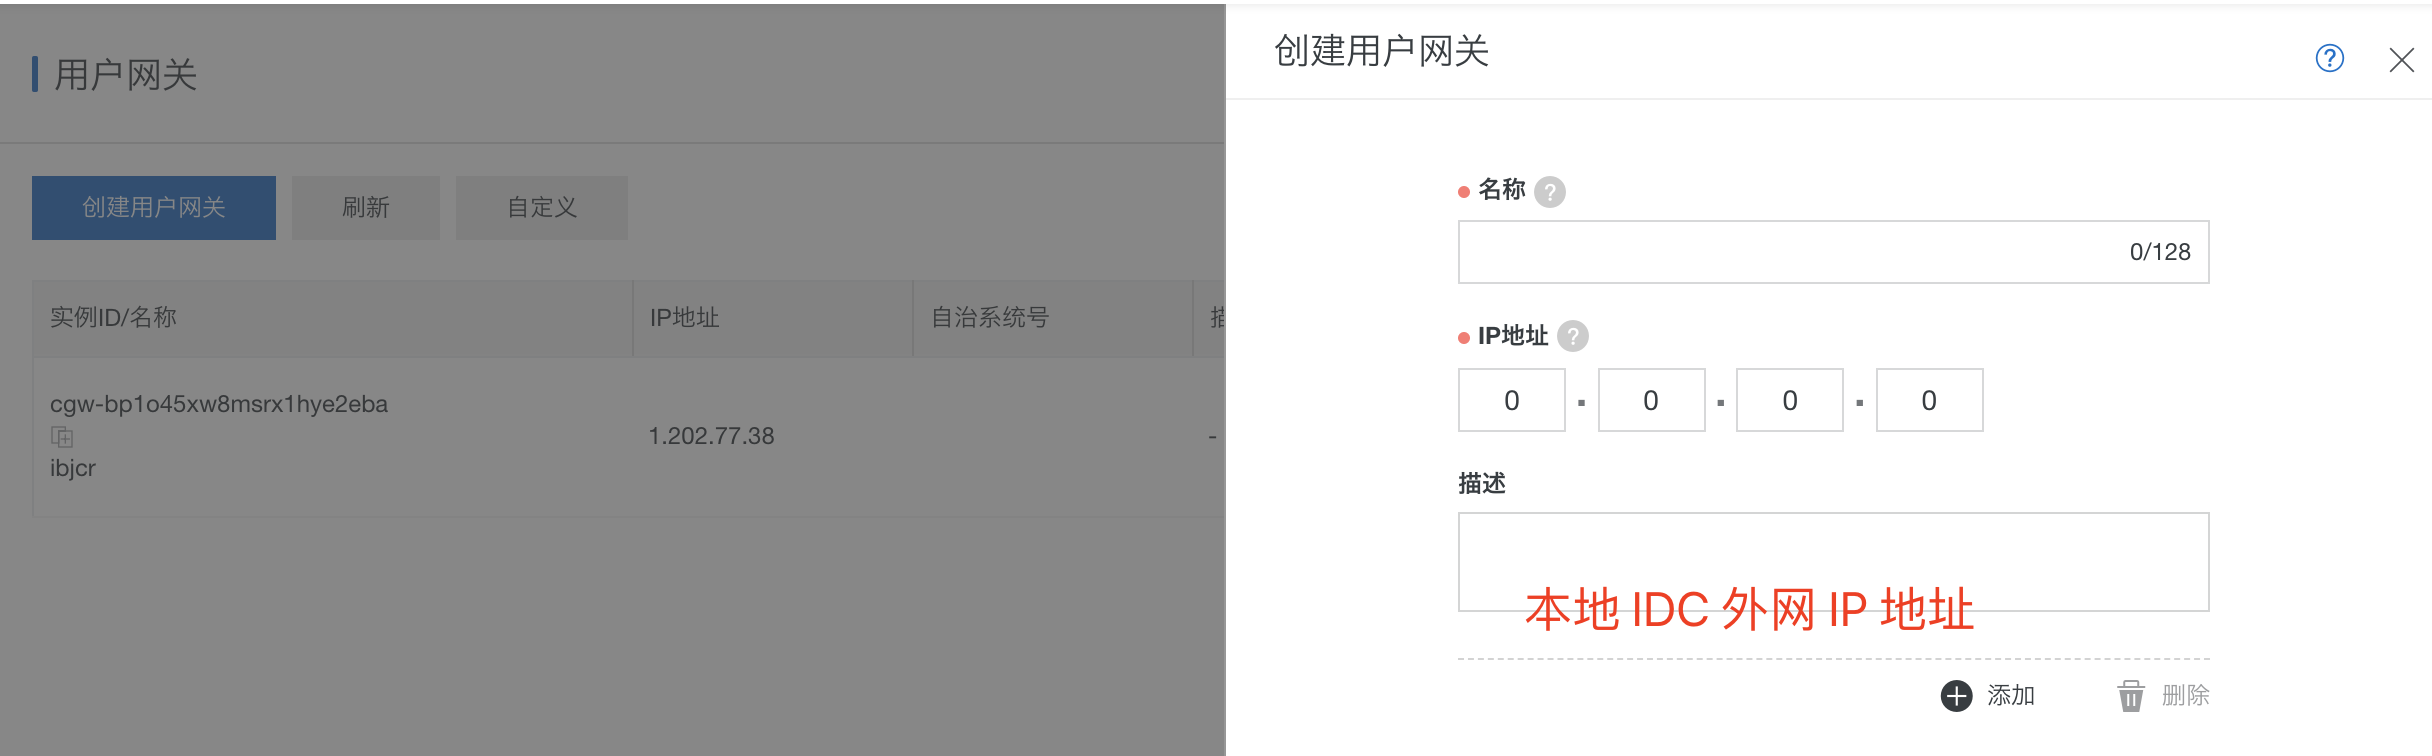 用户网关
创建用户网关 刷新 自定义
实例ID/名称 IP地址 自治系统号
cgw-bp1o45xw8msrx1hye2eba
ibjcr
1.202.77.38
-
创建用户网关
名称
0/128
IP地址
0 . 0 . 0 . 0
描述
本地 IDC 外网 IP 地址
添加 删除